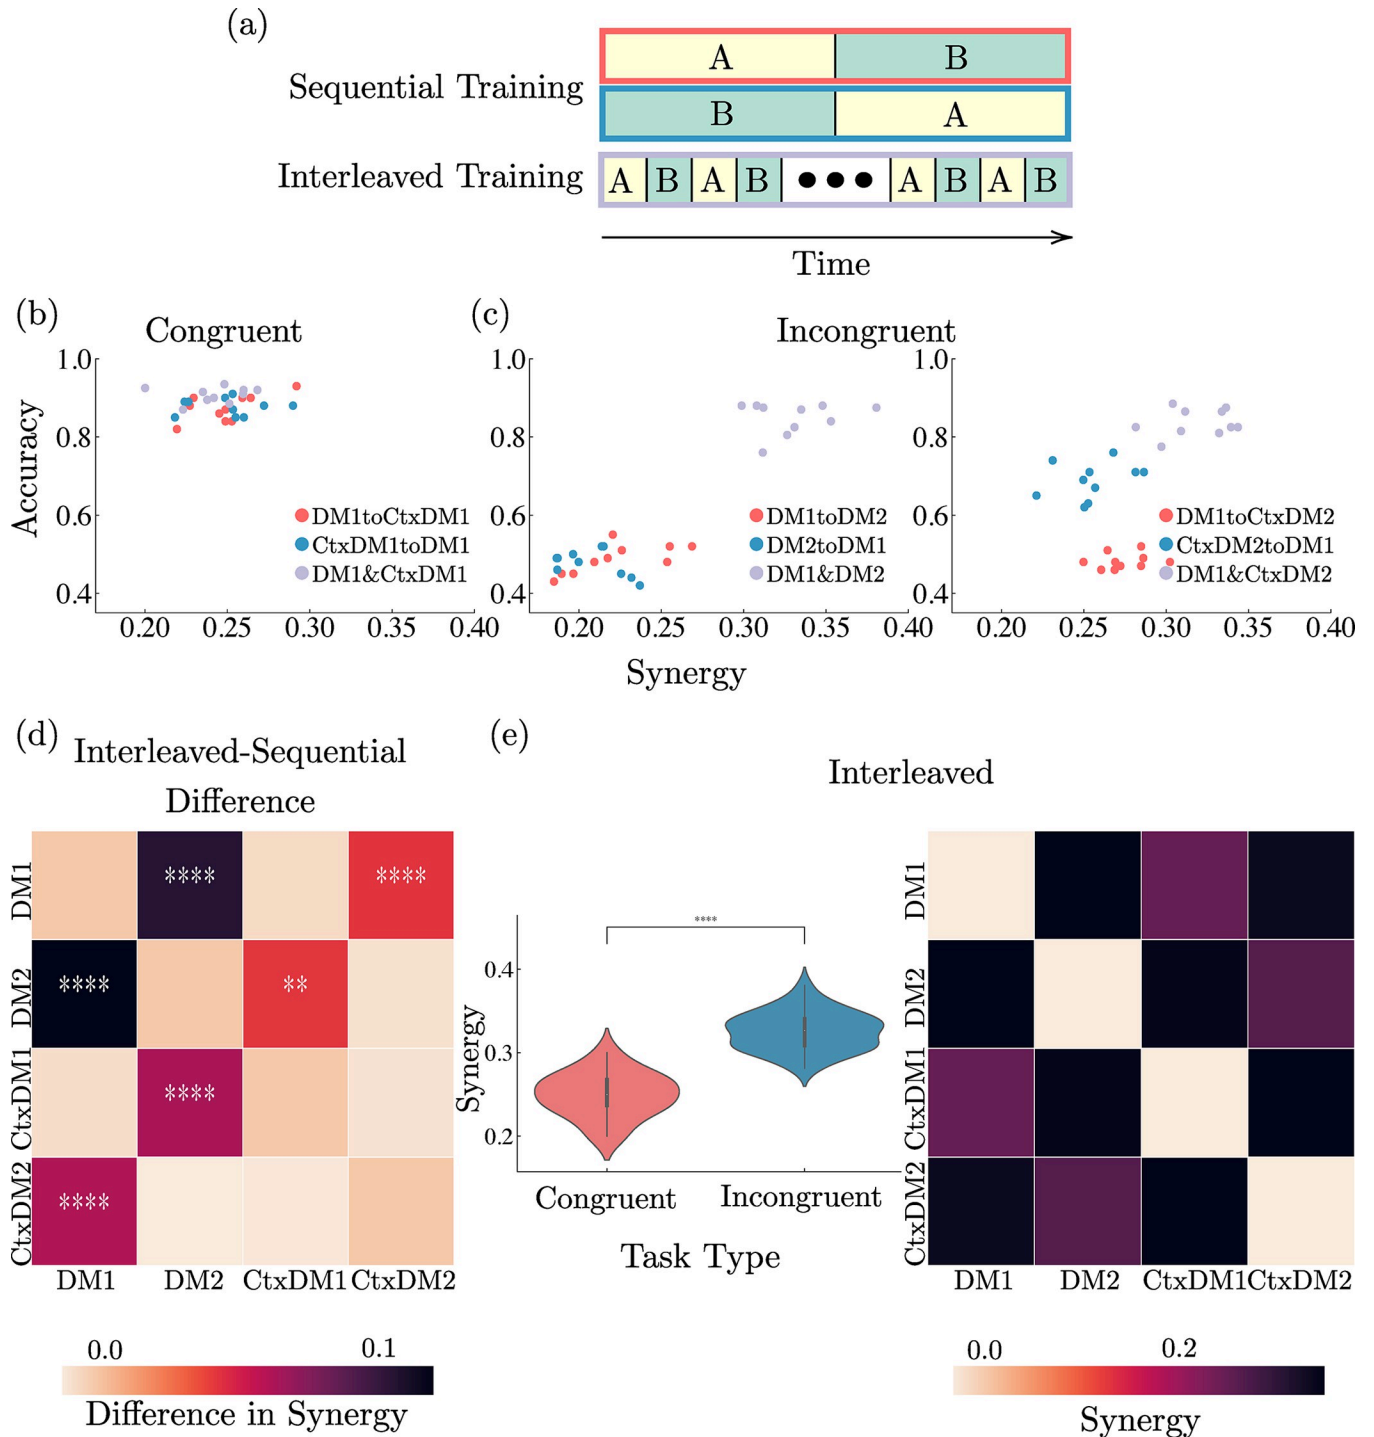 (a)
Sequential Training
A B
B A
Interleaved Training
A B A B ••• A B A B
Time
(b)
Congruent
Accuracy
1.0
0.8
0.6
0.4
DM1toCtxDM1
CtxDM1toDM1
DM1&CtxDM1
0.20 0.25 0.30 0.35 0.40
(c)
Incongruent
1.0
0.8
0.6
0.4
DM1toDM2
DM2toDM1
DM1&DM2
0.20 0.25 0.30 0.35 0.40
1.0
0.8
0.6
0.4
DM1toCtxDM2
CtxDM2toDM1
DM1&CtxDM2
0.20 0.25 0.30 0.35 0.40
Synergy
(d)
Interleaved-Sequential
Difference
DM1
DM2
CtxDM1
CtxDM2
**** ****
**** **
****
****
DM1 DM2 CtxDM1 CtxDM2
0.0 0.1
Difference in Synergy
(e)
Interleaved
****
Synergy
0.4
0.3
0.2
Congruent Incongruent
Task Type
DM1
DM2
CtxDM1
CtxDM2
DM1 DM2 CtxDM1 CtxDM2
0.0 0.2
Synergy